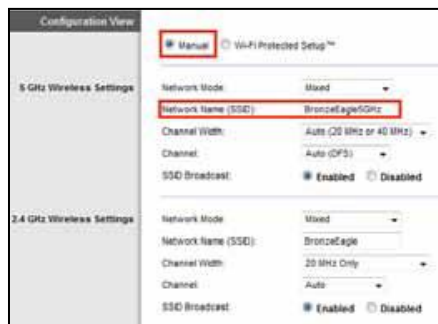 Configuration View
Manual Wi-Fi Protected Setup™
5 GHz Wireless Settings
Network Mode: Mixed
Network Name (SSID): BronzeEagle5GHz
Channel Width: Auto (20 MHz or 40 MHz)
Channel: Auto (DFS)
SSID Broadcast: Enabled Disabled
2.4 GHz Wireless Settings
Network Mode: Mixed
Network Name (SSID): BronzeEagle
Channel Width: 20 MHz Only
Channel: Auto
SSID Broadcast: Enabled Disabled